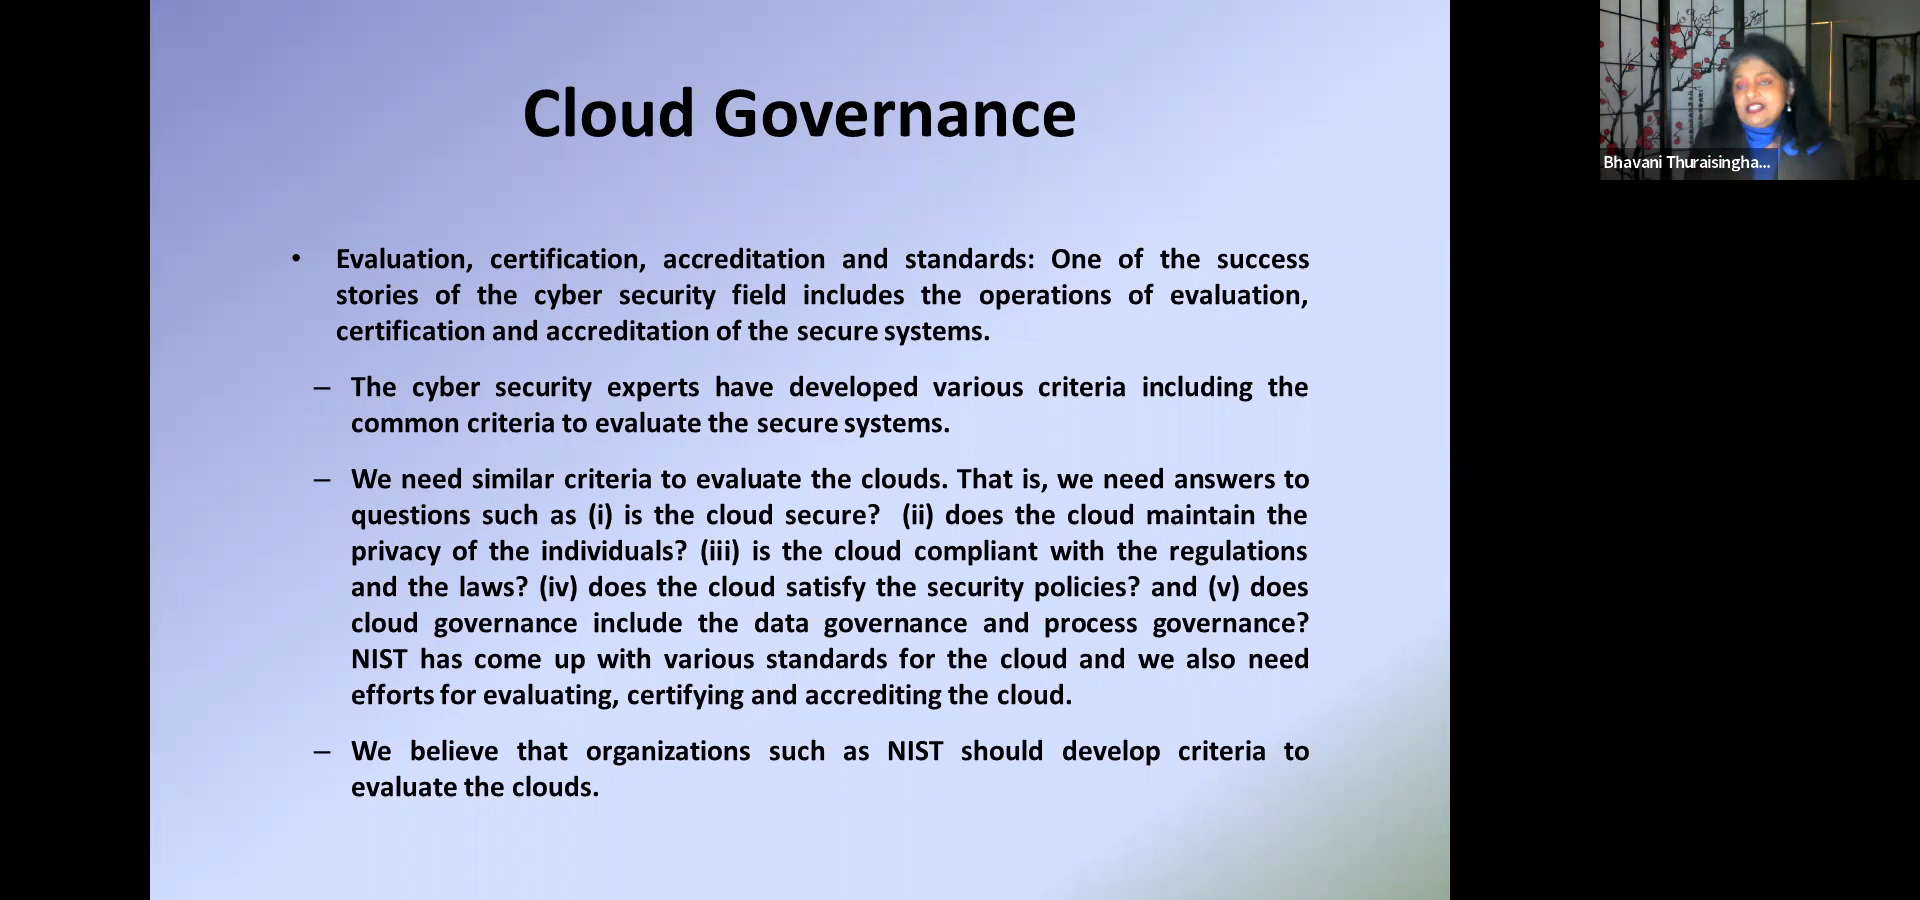 Cloud Governance
Bhavani Thuraisingha...
• Evaluation, certification, accreditation and standards: One of the success
stories of the cyber security field includes the operations of evaluation,
certification and accreditation of the secure systems.
– The cyber security experts have developed various criteria including the
common criteria to evaluate the secure systems.
– We need similar criteria to evaluate the clouds. That is, we need answers to
questions such as (i) is the cloud secure?  (ii) does the cloud maintain the
privacy of the individuals? (iii) is the cloud compliant with the regulations
and the laws? (iv) does the cloud satisfy the security policies? and (v) does
cloud governance include the data governance and process governance?
NIST has come up with various standards for the cloud and we also need
efforts for evaluating, certifying and accrediting the cloud.
– We believe that organizations such as NIST should develop criteria to
evaluate the clouds.